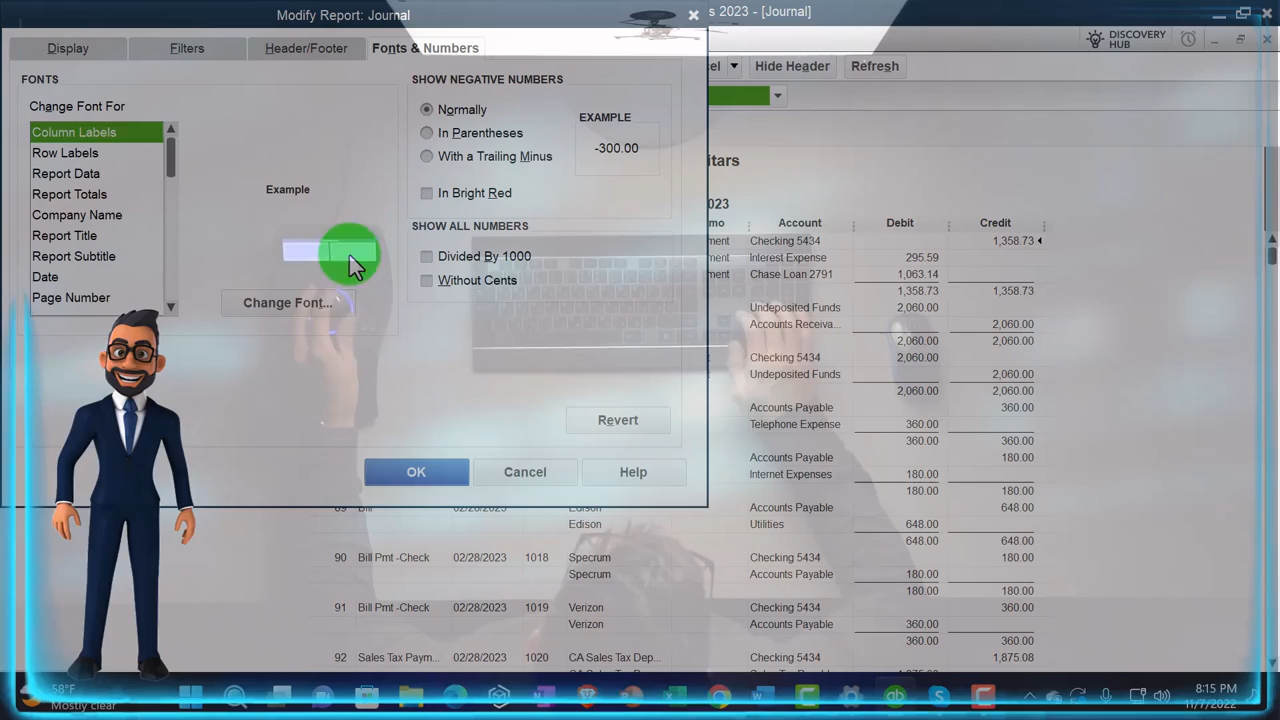 Modify Report: Journal
s 2023 - [Journal]
DISCOVERY
HUB
Display Filters Header/Footer Fonts & Numbers
Hide Header Refresh
FONTS
Change Font For
Column Labels
Row Labels
Report Data
Report Totals
Company Name
Report Title
Report Subtitle
Date
Page Number
Example
Change Font...
SHOW NEGATIVE NUMBERS
Normally
In Parentheses
With a Trailing Minus
In Bright Red
EXAMPLE
-300.00
SHOW ALL NUMBERS
Divided By 1000
Without Cents
Revert
OK Cancel Help
itars
023
mo Account Debit Credit
ment Checking 5434 1,358.73
ment Interest Expense 295.59
ment Chase Loan 2791 1,063.14
1,358.73 1,358.73
Undeposited Funds 2,060.00
Accounts Receiva... 2,060.00
2,060.00 2,060.00
Checking 5434 2,060.00
Undeposited Funds 2,060.00
2,060.00 2,060.00
Accounts Payable 360.00
Telephone Expense 360.00
360.00 360.00
Accounts Payable 180.00
Internet Expenses 180.00
180.00 180.00
Edison Accounts Payable 648.00
Edison Utilities 648.00
648.00 648.00
90 Bill Pmt -Check 02/28/2023 1018 Specrum Checking 5434 180.00
Specrum Accounts Payable 180.00
180.00 180.00
91 Bill Pmt -Check 02/28/2023 1019 Verizon Checking 5434 360.00
Verizon Accounts Payable 360.00
360.00 360.00
92 Sales Tax Paym... 02/28/2023 1020 CA Sales Tax Dep... Checking 5434 1,875.08
58°F
Mostly clear
8:15 PM
11/7/2022